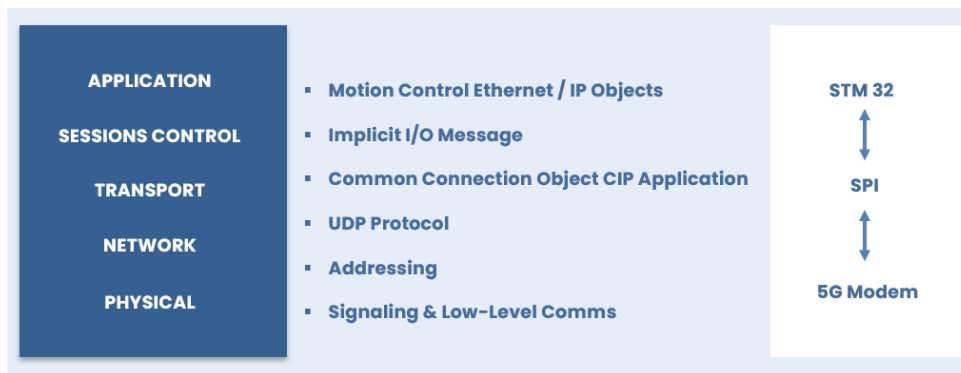 APPLICATION
SESSIONS CONTROL
TRANSPORT
NETWORK
PHYSICAL
▪ Motion Control Ethernet / IP Objects
▪ Implicit I/O Message
▪ Common Connection Object CIP Application
▪ UDP Protocol
▪ Addressing
▪ Signaling & Low-Level Comms
STM 32
SPI
5G Modem